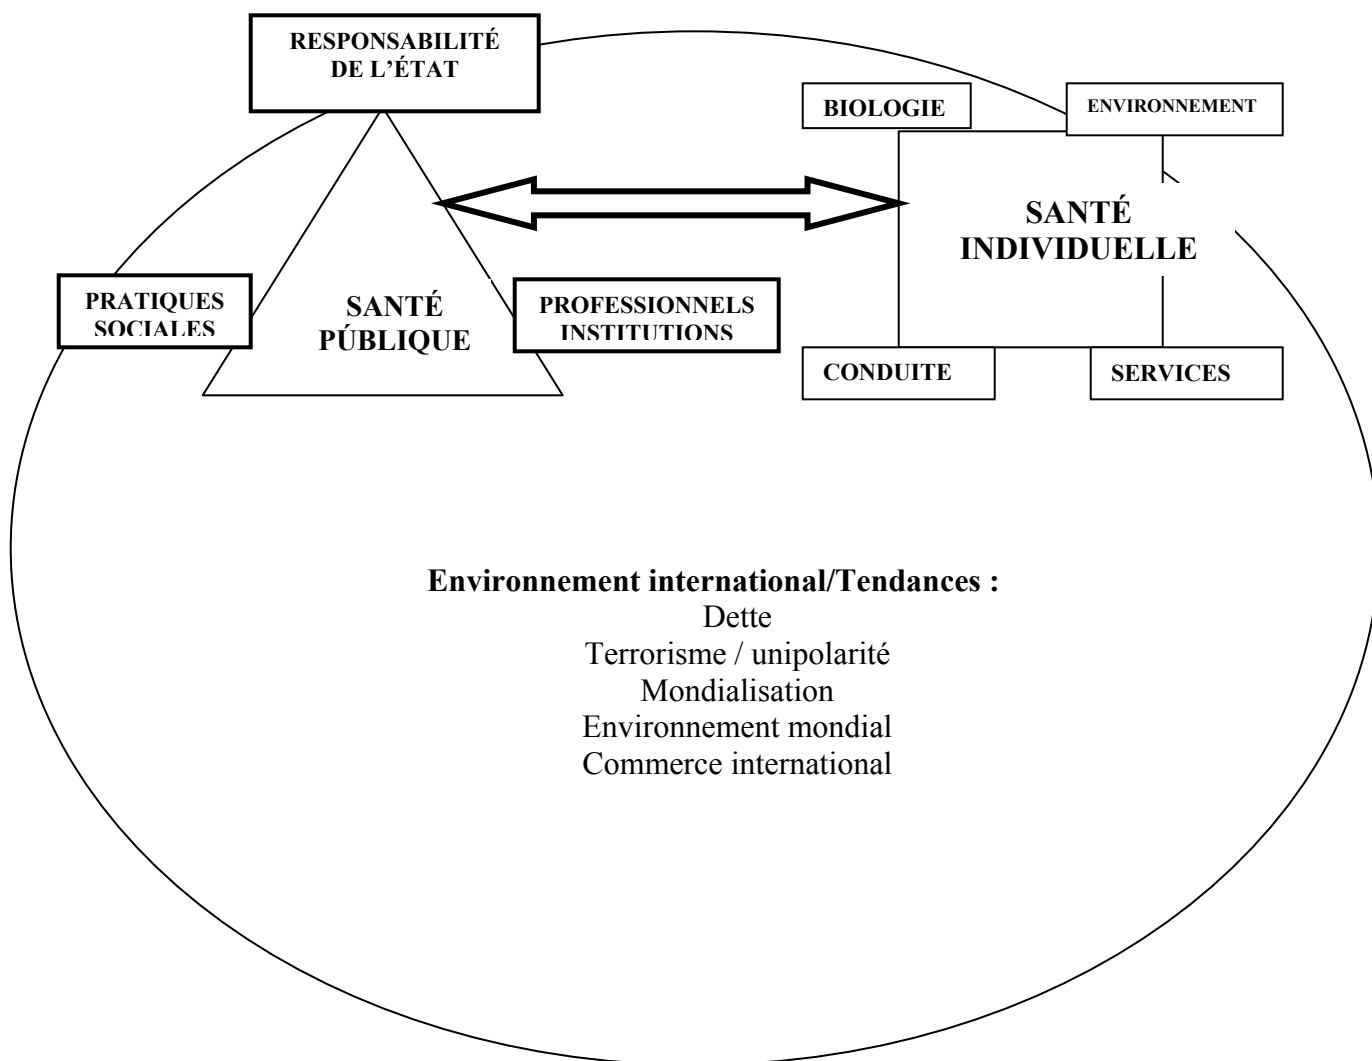 RESPONSABILITÉ
DE L'ÉTAT
BIOLOGIE
ENVIRONNEMENT
SANTÉ
INDIVIDUELLE
PRATIQUES
SOCIALES
SANTÉ
PÚBLIQUE
PROFESSIONNELS
INSTITUTIONS
CONDUITE
SERVICES
Environnement international/Tendances :
Dette
Terrorisme / unipolarité
Mondialisation
Environnement mondial
Commerce international